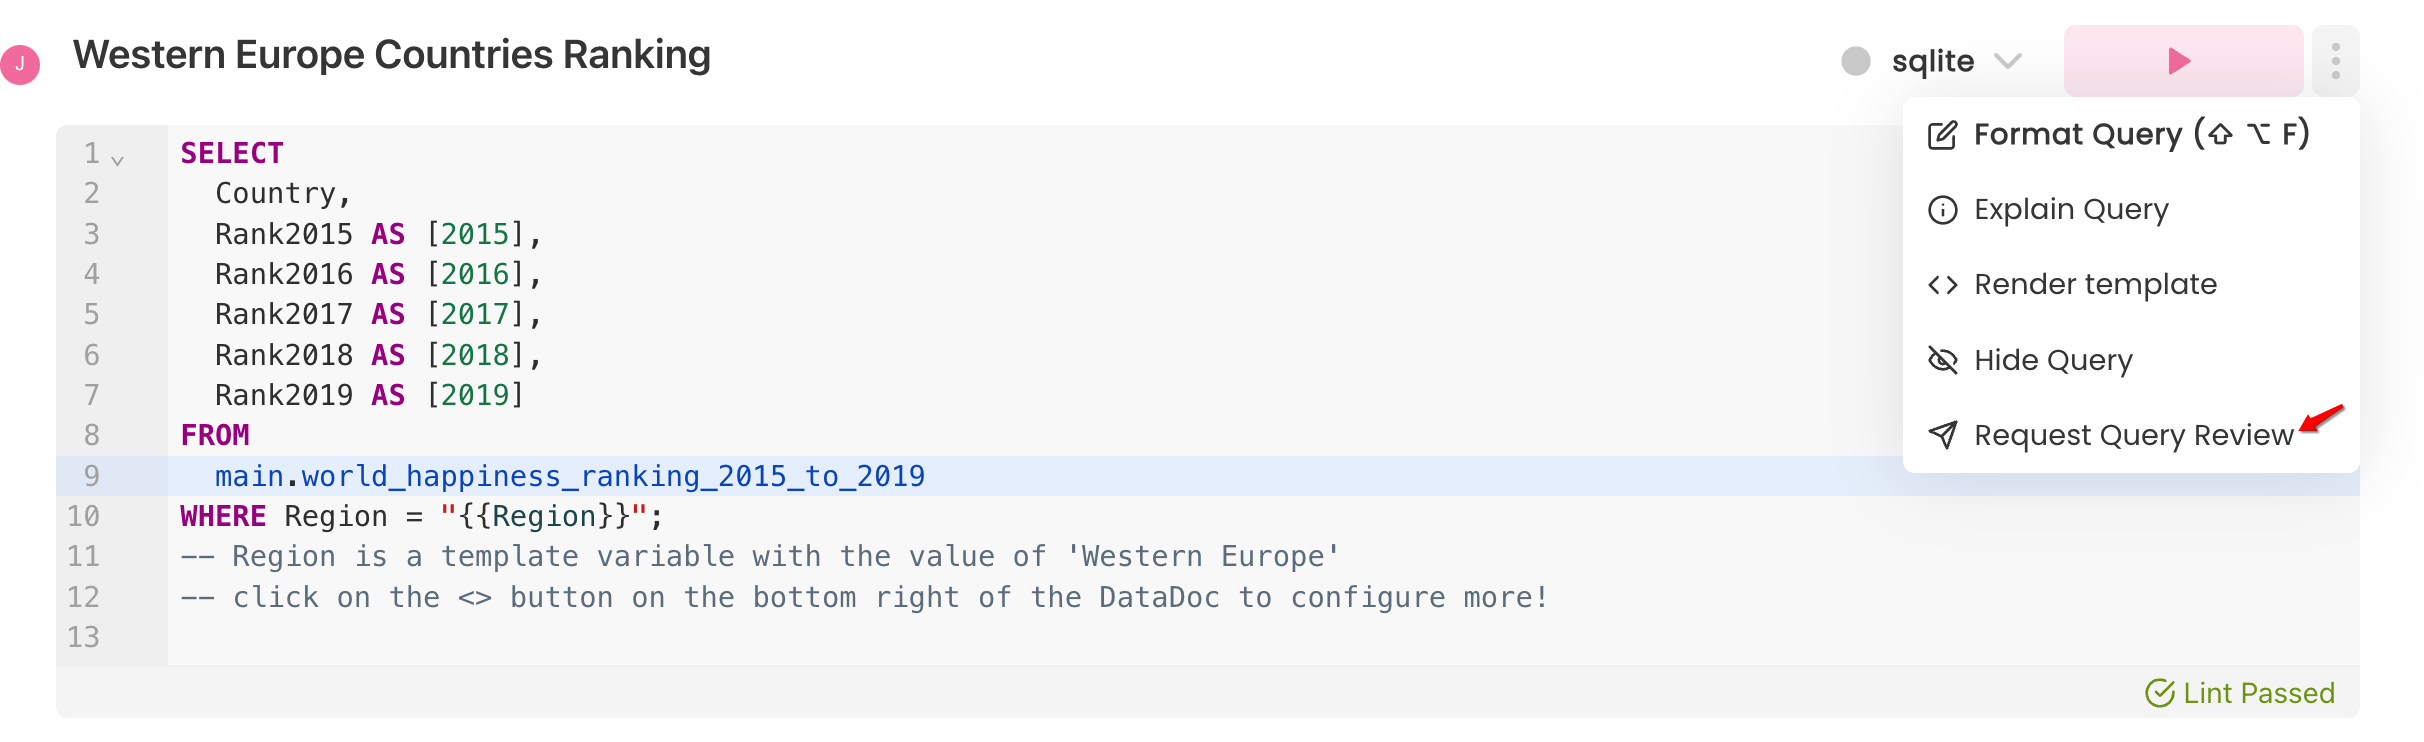 J
Western Europe Countries Ranking
sqlite
Format Query (⇧ ⌥ F)
Explain Query
Render template
Hide Query
Request Query Review
1 SELECT
2   Country,
3   Rank2015 AS [2015],
4   Rank2016 AS [2016],
5   Rank2017 AS [2017],
6   Rank2018 AS [2018],
7   Rank2019 AS [2019]
8 FROM
9   main.world_happiness_ranking_2015_to_2019
10 WHERE Region = "{{Region}}";
11 -- Region is a template variable with the value of 'Western Europe'
12 -- click on the <> button on the bottom right of the DataDoc to configure more!
13
Lint Passed